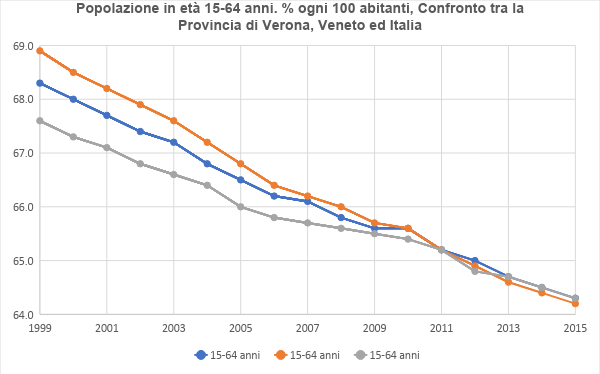 Popolazione in età 15-64 anni. % ogni 100 abitanti, Confronto tra la
Provincia di Verona, Veneto ed Italia
69.0
68.0
67.0
66.0
65.0
64.0
1999 2001 2003 2005 2007 2009 2011 2013 2015
15-64 anni 15-64 anni 15-64 anni